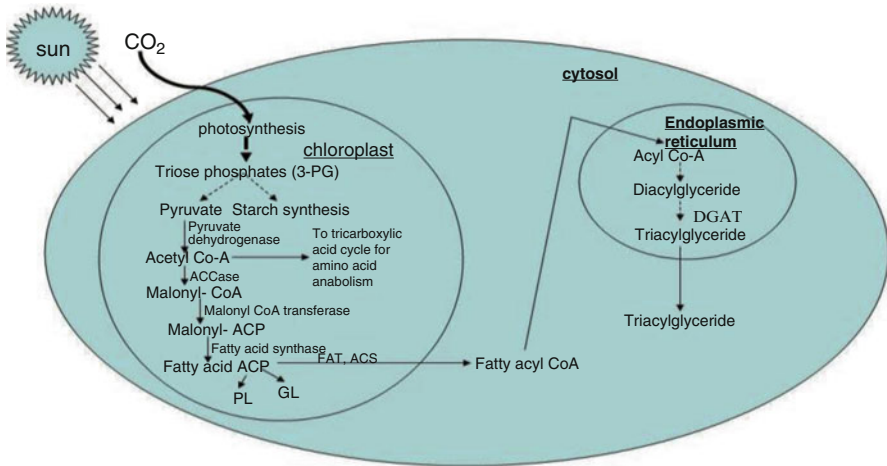 sun
CO2
cytosol
photosynthesis
chloroplast
Triose phosphates (3-PG)
Pyruvate Starch synthesis
Pyruvate
dehydrogenase
Acetyl Co-A
To tricarboxylic
acid cycle for
amino acid
anabolism
ACCase
Malonyl- CoA
Malonyl CoA transferase
Malonyl- ACP
Fatty acid synthase
Fatty acid ACP
FAT, ACS
PL
GL
Fatty acyl CoA
Endoplasmic
reticulum
Acyl Co-A
Diacylglyceride
DGAT
Triacylglyceride
Triacylglyceride